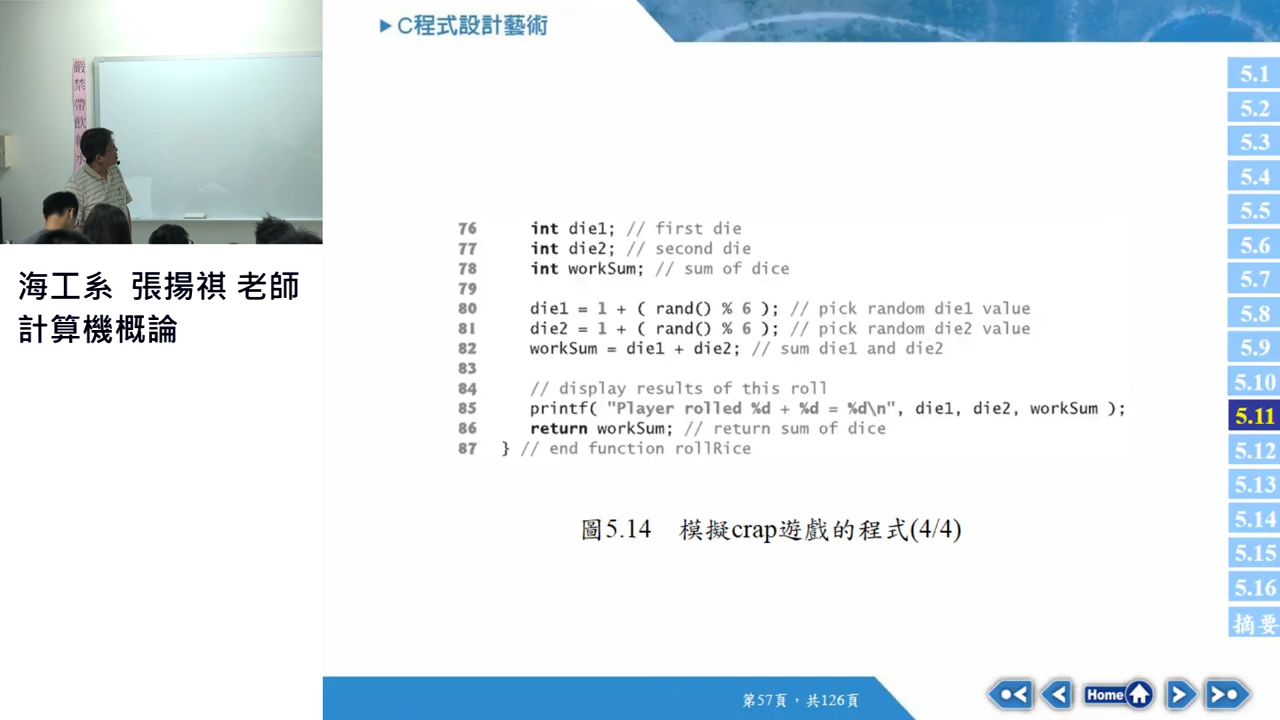 ▶ C程式設計藝術
嚴禁帶飲
海工系 張揚祺 老師
計算機概論
76 int die1; // first die
77 int die2; // second die
78 int workSum; // sum of dice
79
80 die1 = 1 + ( rand() % 6 ); // pick random die1 value
81 die2 = 1 + ( rand() % 6 ); // pick random die2 value
82 workSum = die1 + die2; // sum die1 and die2
83
84 // display results of this roll
85 printf( "Player rolled %d + %d = %d\n", die1, die2, workSum );
86 return workSum; // return sum of dice
87 } // end function rollRice
圖5.14 模擬crap遊戲的程式(4/4)
5.1
5.2
5.3
5.4
5.5
5.6
5.7
5.8
5.9
5.10
5.11
5.12
5.13
5.14
5.15
5.16
摘要
第57頁，共126頁
Home